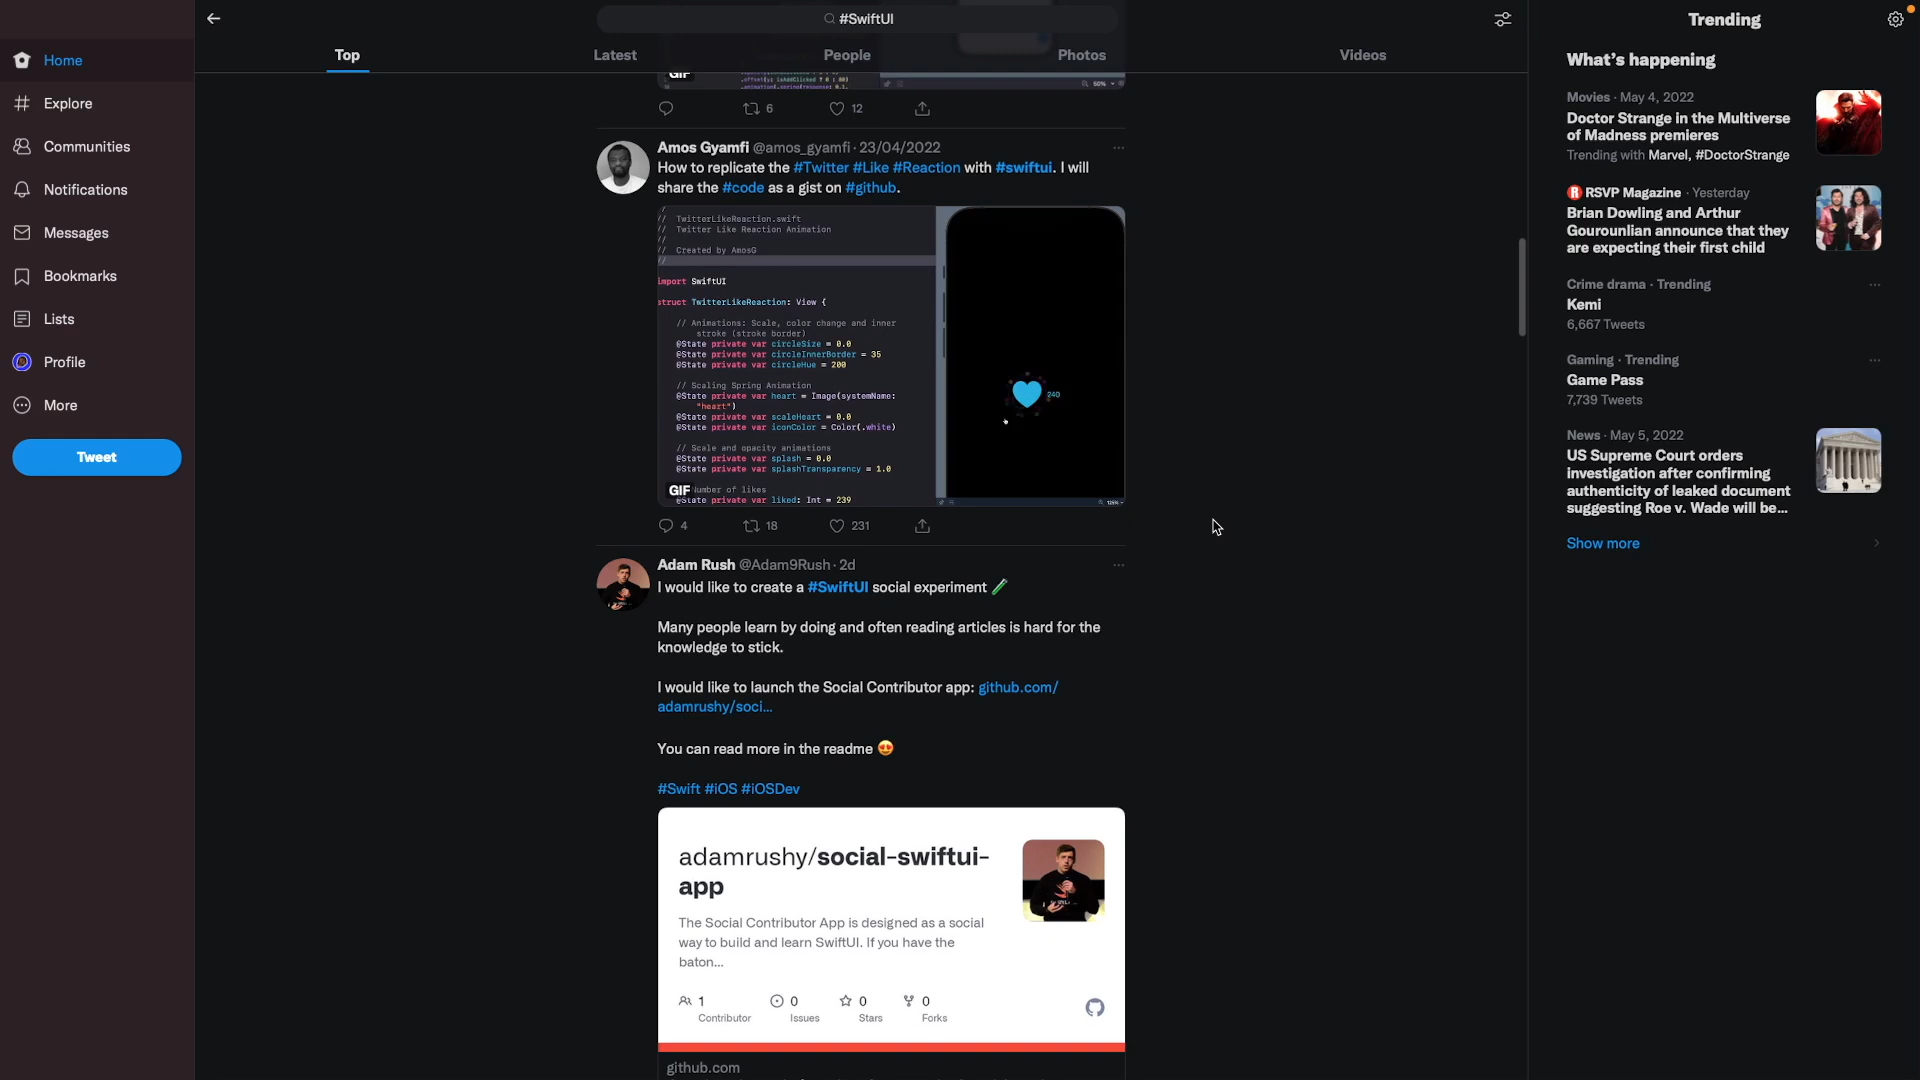 #SwiftUI
Top
Latest
People
Photos
Videos
Home
Explore
Communities
Notifications
Messages
Bookmarks
Lists
Profile
More
Tweet
GIF
.offset(y: isAddClicked ? 0 : 80)
50%
6
12
Amos Gyamfi @amos_gyamfi · 23/04/2022
How to replicate the #Twitter #Like #Reaction with #swiftui. I will
share the #code as a gist on #github.
//
// TwitterLikeReaction.swift
// Twitter Like Reaction Animation
//
// Created by AmosG
//
import SwiftUI
struct TwitterLikeReaction: View {
// Animations: Scale, color change and inner
stroke (stroke border)
@State private var circleSize = 0.0
@State private var circleInnerBorder = 35
@State private var circleHue = 200
// Scaling Spring Animation
@State private var heart = Image(systemName:
"heart")
@State private var scaleHeart = 0.0
@State private var iconColor = Color(.white)
// Scale and opacity animations
@State private var splash = 0.0
@State private var splashTransparency = 1.0
GIF
umber of likes
@State private var liked: Int = 239
240
125%
4
18
231
Adam Rush @Adam9Rush · 2d
I would like to create a #SwiftUI social experiment
Many people learn by doing and often reading articles is hard for the
knowledge to stick.
I would like to launch the Social Contributor app: github.com/
adamrushy/soci...
You can read more in the readme 😍
#Swift #iOS #iOSDev
adamrushy/social-swiftui-
app
The Social Contributor App is designed as a social
way to build and learn SwiftUI. If you have the
baton...
1
Contributor
0
Issues
0
Stars
0
Forks
github.com
Trending
What's happening
Movies · May 4, 2022
Doctor Strange in the Multiverse
of Madness premieres
Trending with Marvel, #DoctorStrange
R RSVP Magazine · Yesterday
Brian Dowling and Arthur
Gourounlian announce that they
are expecting their first child
Crime drama · Trending
Kemi
6,667 Tweets
Gaming · Trending
Game Pass
7,739 Tweets
News · May 5, 2022
US Supreme Court orders
investigation after confirming
authenticity of leaked document
suggesting Roe v. Wade will be...
Show more